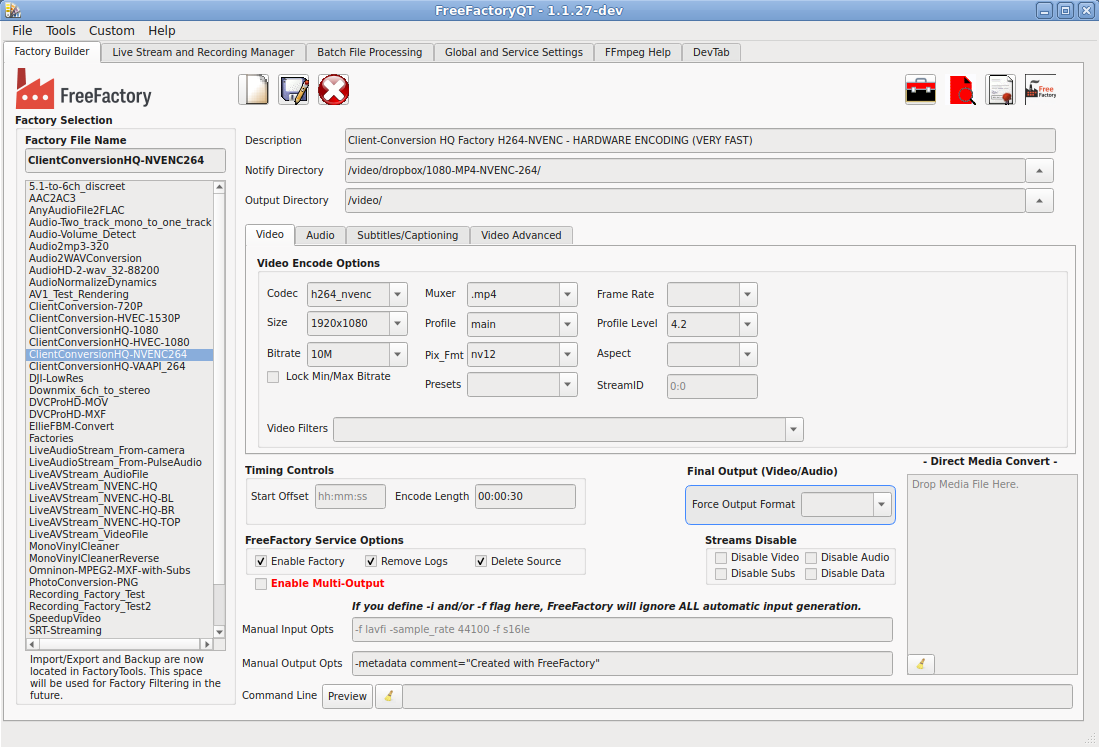 FreeFactoryQT - 1.1.27-dev
File Tools Custom Help
Factory Builder Live Stream and Recording Manager Batch File Processing Global and Service Settings FFmpeg Help DevTab
FreeFactory
Free
Factory
Factory Selection
Factory File Name
ClientConversionHQ-NVENC264
5.1-to-6ch_discreet
AAC2AC3
AnyAudioFile2FLAC
Audio-Two_track_mono_to_one_track
Audio-Volume_Detect
Audio2mp3-320
Audio2WAVConversion
AudioHD-2-wav_32-88200
AudioNormalizeDynamics
AV1_Test_Rendering
ClientConversion-720P
ClientConversion-HVEC-1530P
ClientConversionHQ-1080
ClientConversionHQ-HVEC-1080
ClientConversionHQ-NVENC264
ClientConversionHQ-VAAPI_264
DJI-LowRes
Downmix_6ch_to_stereo
DVCProHD-MOV
DVCProHD-MXF
EllieFBM-Convert
Factories
LiveAudioStream_From-camera
LiveAudioStream_From-PulseAudio
LiveAVStream_AudioFile
LiveAVStream_NVENC-HQ
LiveAVStream_NVENC-HQ-BL
LiveAVStream_NVENC-HQ-BR
LiveAVStream_NVENC-HQ-TOP
LiveAVStream_VideoFile
MonoVinylCleaner
MonoVinylCleanerReverse
Omninon-MPEG2-MXF-with-Subs
PhotoConversion-PNG
Recording_Factory_Test
Recording_Factory_Test2
SpeedupVideo
SRT-Streaming
Import/Export and Backup are now
located in FactoryTools. This space
will be used for Factory Filtering in the
future.
Description Client-Conversion HQ Factory H264-NVENC - HARDWARE ENCODING (VERY FAST)
Notify Directory /video/dropbox/1080-MP4-NVENC-264/
Output Directory /video/
Video Audio Subtitles/Captioning Video Advanced
Video Encode Options
Codec h264_nvenc Muxer .mp4 Frame Rate
Size 1920x1080 Profile main Profile Level 4.2
Bitrate 10M Pix_Fmt nv12 Aspect
Lock Min/Max Bitrate Presets StreamID 0:0
Video Filters
Timing Controls
Start Offset hh:mm:ss Encode Length 00:00:30
Final Output (Video/Audio)
Force Output Format
- Direct Media Convert -
Drop Media File Here.
FreeFactory Service Options
Enable Factory Remove Logs Delete Source
Enable Multi-Output
Streams Disable
Disable Video Disable Audio
Disable Subs Disable Data
If you define -i and/or -f flag here, FreeFactory will ignore ALL automatic input generation.
Manual Input Opts -f lavfi -sample_rate 44100 -f s16le
Manual Output Opts -metadata comment="Created with FreeFactory"
Command Line Preview